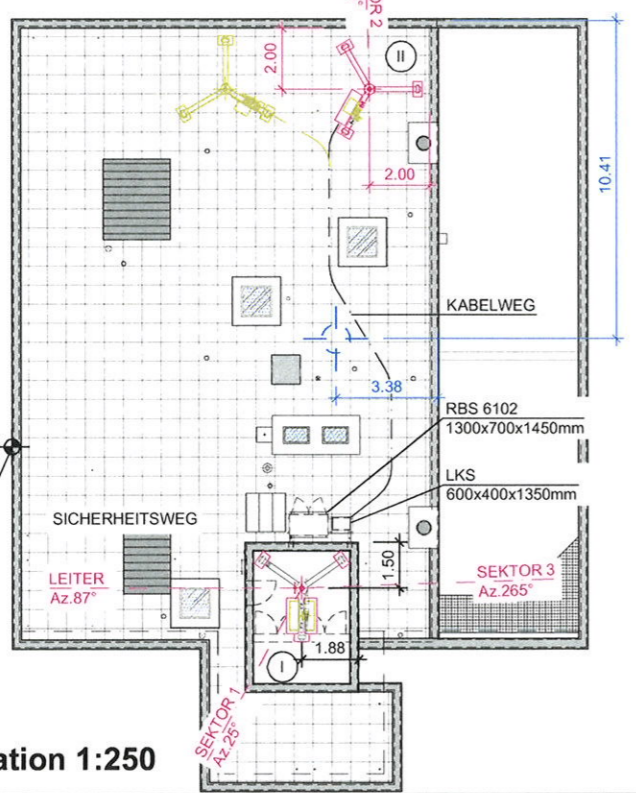 OR 2
II
2.00
2.00
10.41
KABELWEG
3.38
RBS 6102
1300x700x1450mm
LKS
600x400x1350mm
SICHERHEITSWEG
1.50
LEITER
Az.87°
SEKTOR 3
Az.265°
1.88
I
SEKTOR 1
Az.25°
ation 1:250